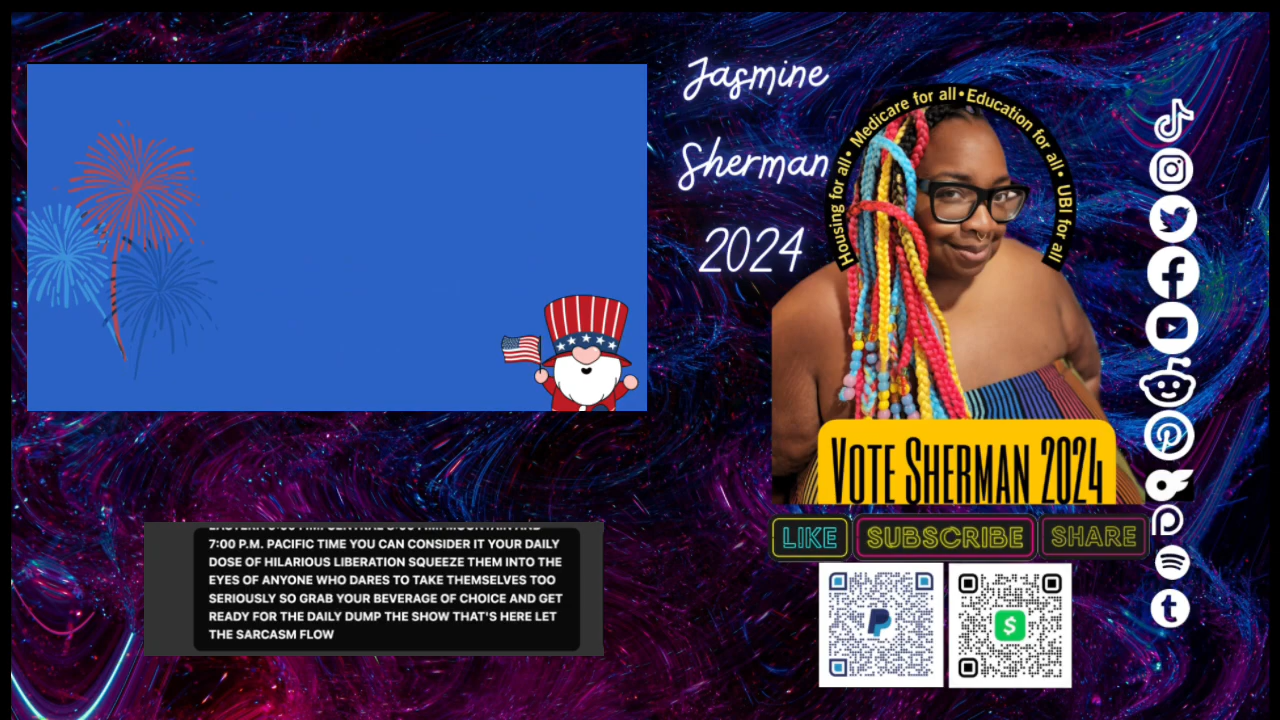 Jasmine
Sherman
2024
Housing for all • Medicare for all • Education for all • UBI for all
VOTE SHERMAN 2024
LIKE
SUBSCRIBE
SHARE
7:00 P.M. PACIFIC TIME YOU CAN CONSIDER IT YOUR DAILY
DOSE OF HILARIOUS LIBERATION SQUEEZE THEM INTO THE
EYES OF ANYONE WHO DARES TO TAKE THEMSELVES TOO
SERIOUSLY SO GRAB YOUR BEVERAGE OF CHOICE AND GET
READY FOR THE DAILY DUMP THE SHOW THAT'S HERE LET
THE SARCASM FLOW